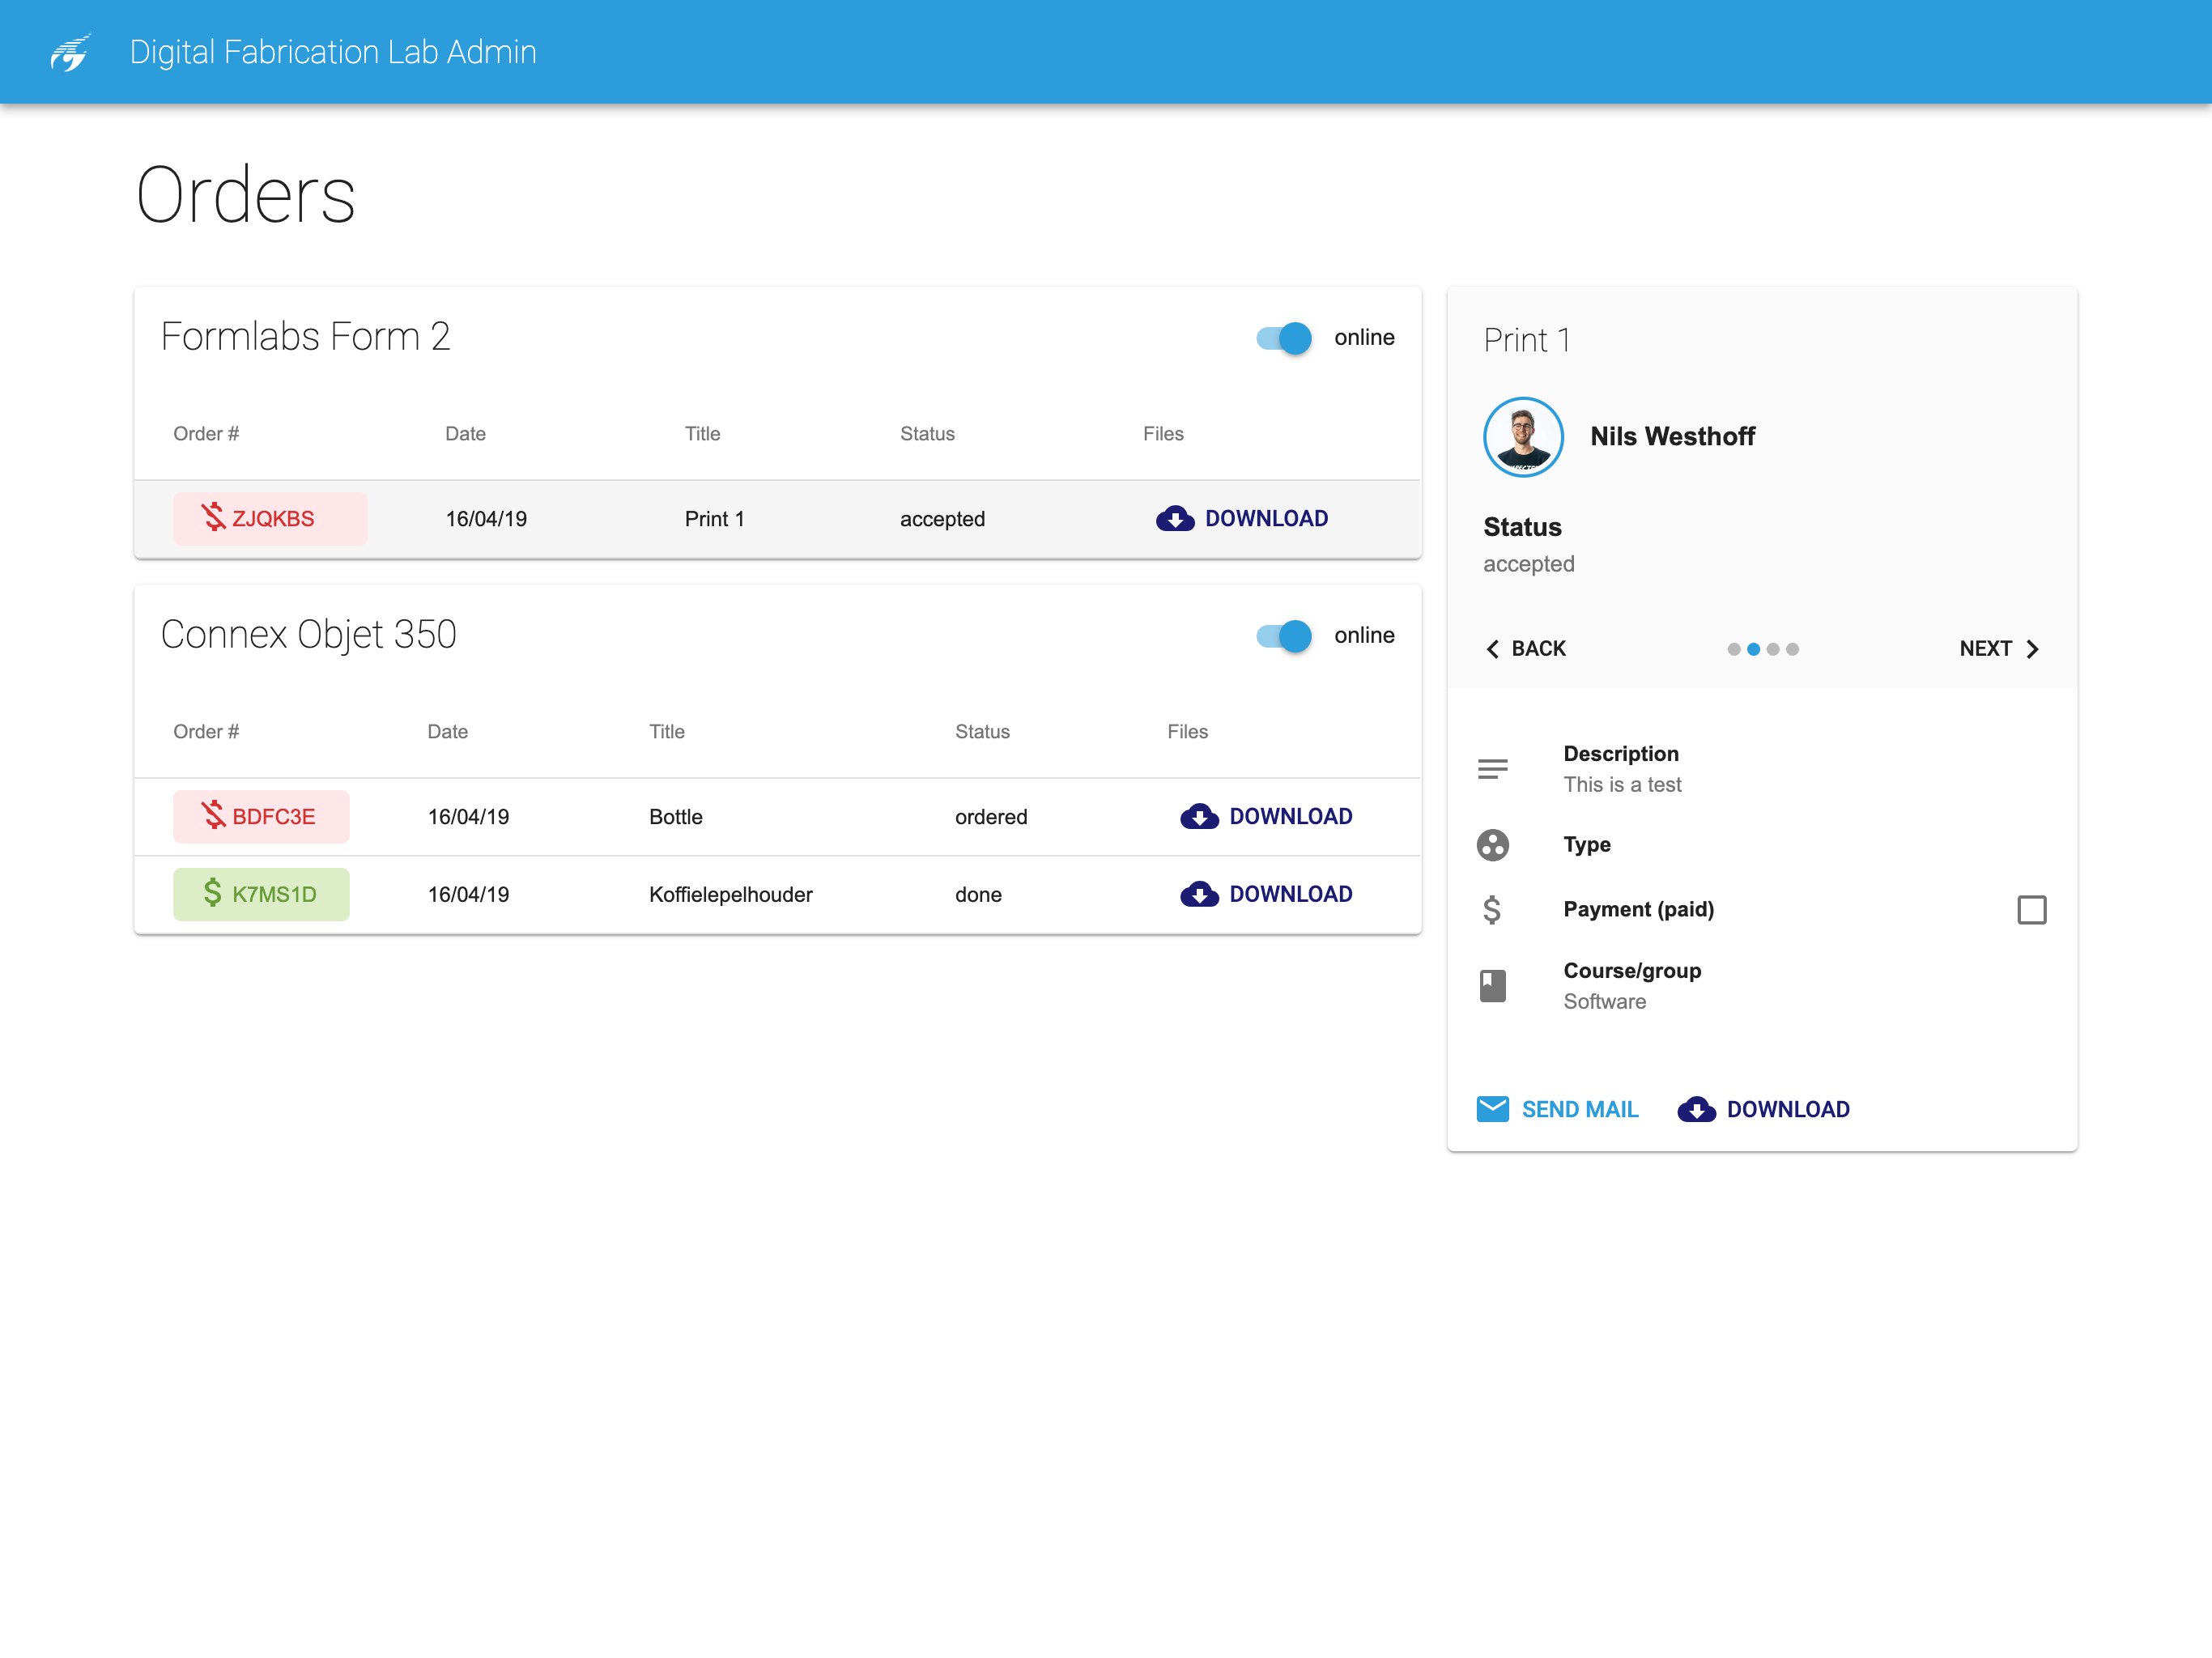 Digital Fabrication Lab Admin
Orders
Formlabs Form 2
online
Order # Date Title Status Files
ZJQKBS 16/04/19 Print 1 accepted DOWNLOAD
Connex Objet 350
online
Order # Date Title Status Files
BDFC3E 16/04/19 Bottle ordered DOWNLOAD
K7MS1D 16/04/19 Koffielepelhouder done DOWNLOAD
Print 1
Nils Westhoff
Status
accepted
BACK NEXT
Description
This is a test
Type
Payment (paid)
Course/group
Software
SEND MAIL DOWNLOAD